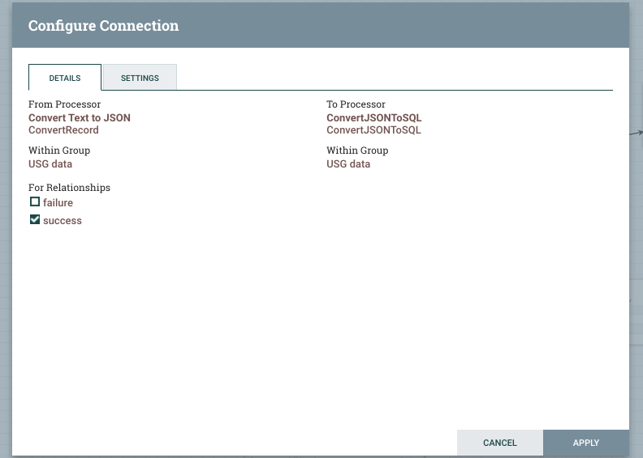 Configure Connection
DETAILS
SETTINGS
From Processor
Convert Text to JSON
ConvertRecord
Within Group
USG data
For Relationships
failure
success
To Processor
ConvertJSONToSQL
ConvertJSONToSQL
Within Group
USG data
CANCEL
APPLY